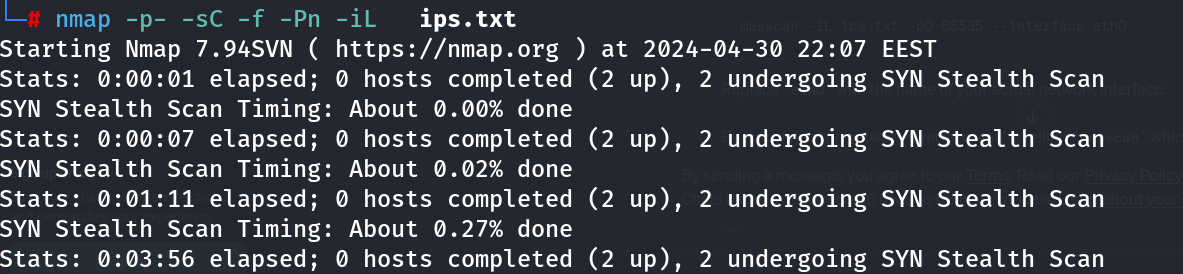 └─# nmap -p- -sC -f -Pn -iL ips.txt
masscan -iL ips.txt -p0-65535 --interface eth0
Starting Nmap 7.94SVN ( https://nmap.org ) at 2024-04-30 22:07 EEST
Stats: 0:00:01 elapsed; 0 hosts completed (2 up), 2 undergoing SYN Stealth Scan
SYN Stealth Scan Timing: About 0.00% done
Stats: 0:00:07 elapsed; 0 hosts completed (2 up), 2 undergoing SYN Stealth Scan
SYN Stealth Scan Timing: About 0.02% done
By sending a message, you agree to our Terms. Read our Privacy Policy
Stats: 0:01:11 elapsed; 0 hosts completed (2 up), 2 undergoing SYN Stealth Scan
SYN Stealth Scan Timing: About 0.27% done
Stats: 0:03:56 elapsed; 0 hosts completed (2 up), 2 undergoing SYN Stealth Scan